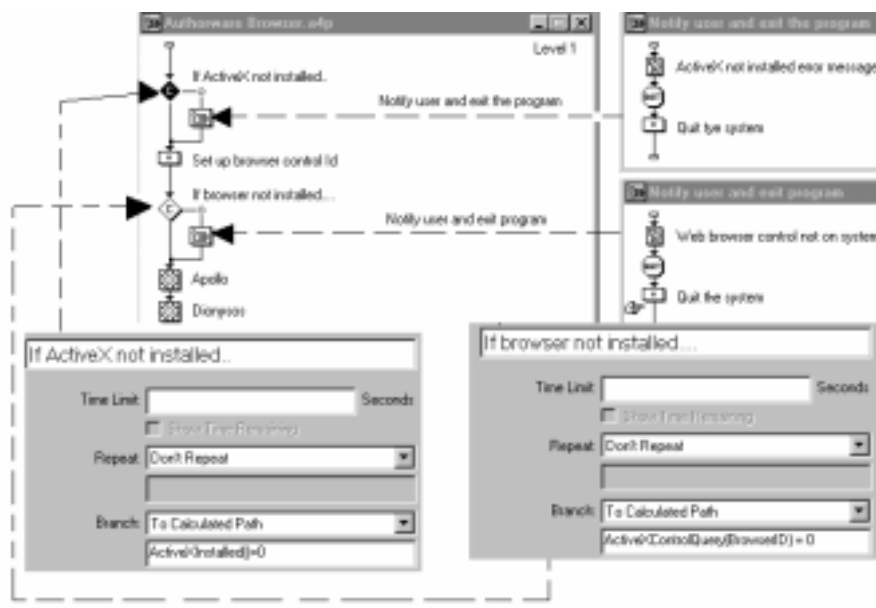 Authorware Browser.a4p
Level 1
If ActiveX not installed..
Notify user and exit the program
Set up browser control Id
If browser not installed....
Notify user and exit program
Apollo
Dionysos
Notify user and exit the program
ActiveX not installed error message
Quit tye system
Notify user and exit program
Web browser control not on system
Quit the system
If ActiveX not installed..
Time Limit:
Seconds
Show Time Remaining
Repeat:
Don't Repeat
Branch:
To Calculated Path
ActiveXInstalled()=0
If browser not installed....
Time Limit:
Seconds
Show Time Remaining
Repeat:
Don't Repeat
Branch:
To Calculated Path
ActiveXControlQuery(BrowserID) = 0